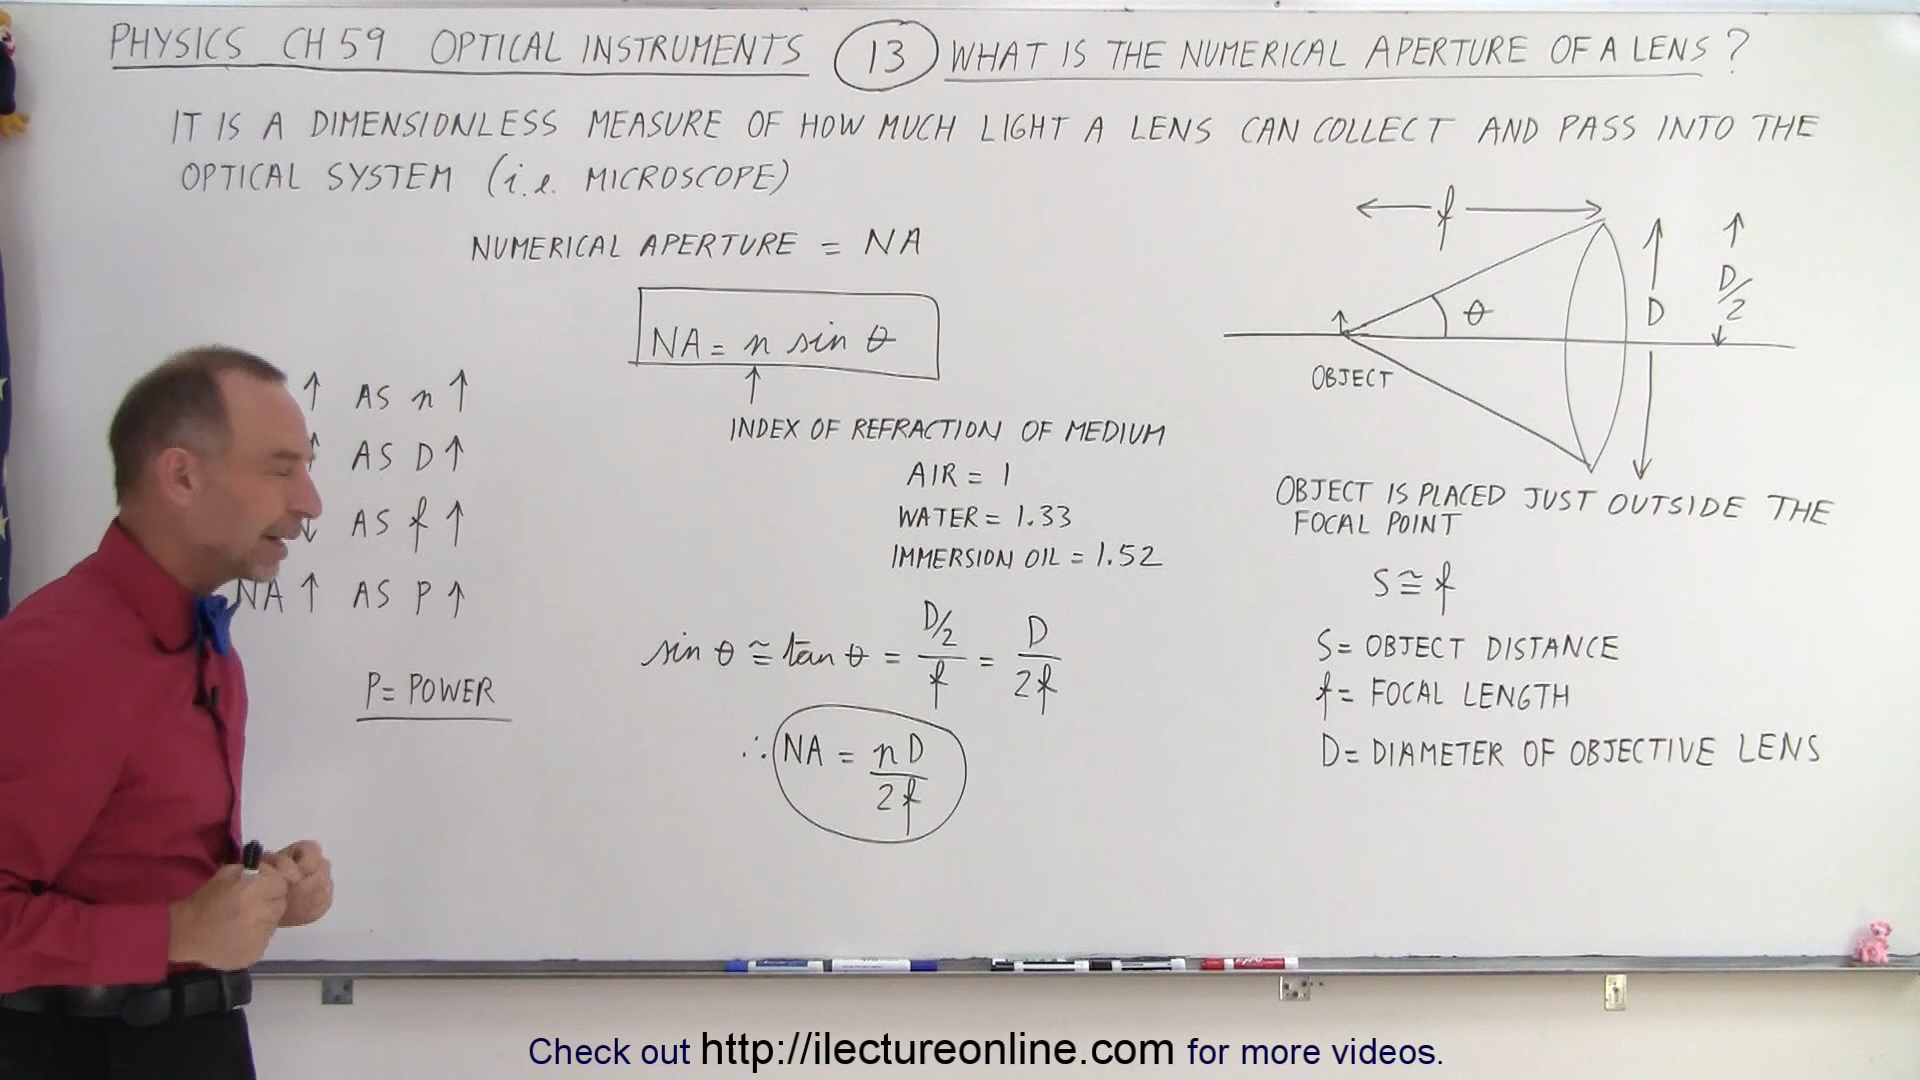 PHYSICS CH 59 OPTICAL INSTRUMENTS 13 WHAT IS THE NUMERICAL APERTURE OF A LENS?
IT IS A DIMENSIONLESS MEASURE OF HOW MUCH LIGHT A LENS CAN COLLECT AND PASS INTO THE
OPTICAL SYSTEM (i.e. MICROSCOPE)
NUMERICAL APERTURE = NA
NA = n sin θ
↑
INDEX OF REFRACTION OF MEDIUM
AIR = 1
WATER = 1.33
IMMERSION OIL = 1.52
sin θ ≅ tan θ = D/2 / f = D / 2f
∴ NA = nD / 2f
↑ AS n ↑
↑ AS D ↑
↓ AS f ↑
NA ↑ AS P ↑
P = POWER
← f →
θ
D
D/2
OBJECT
OBJECT IS PLACED JUST OUTSIDE THE
FOCAL POINT
S ≅ f
S = OBJECT DISTANCE
f = FOCAL LENGTH
D = DIAMETER OF OBJECTIVE LENS
Check out http://ilectureonline.com for more videos.